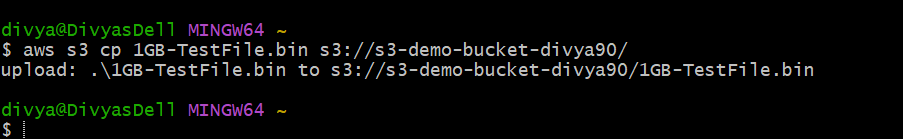 divya@DivyasDell MINGW64 ~
$ aws s3 cp 1GB-TestFile.bin s3://s3-demo-bucket-divya90/
upload: .\1GB-TestFile.bin to s3://s3-demo-bucket-divya90/1GB-TestFile.bin
divya@DivyasDell MINGW64 ~
$